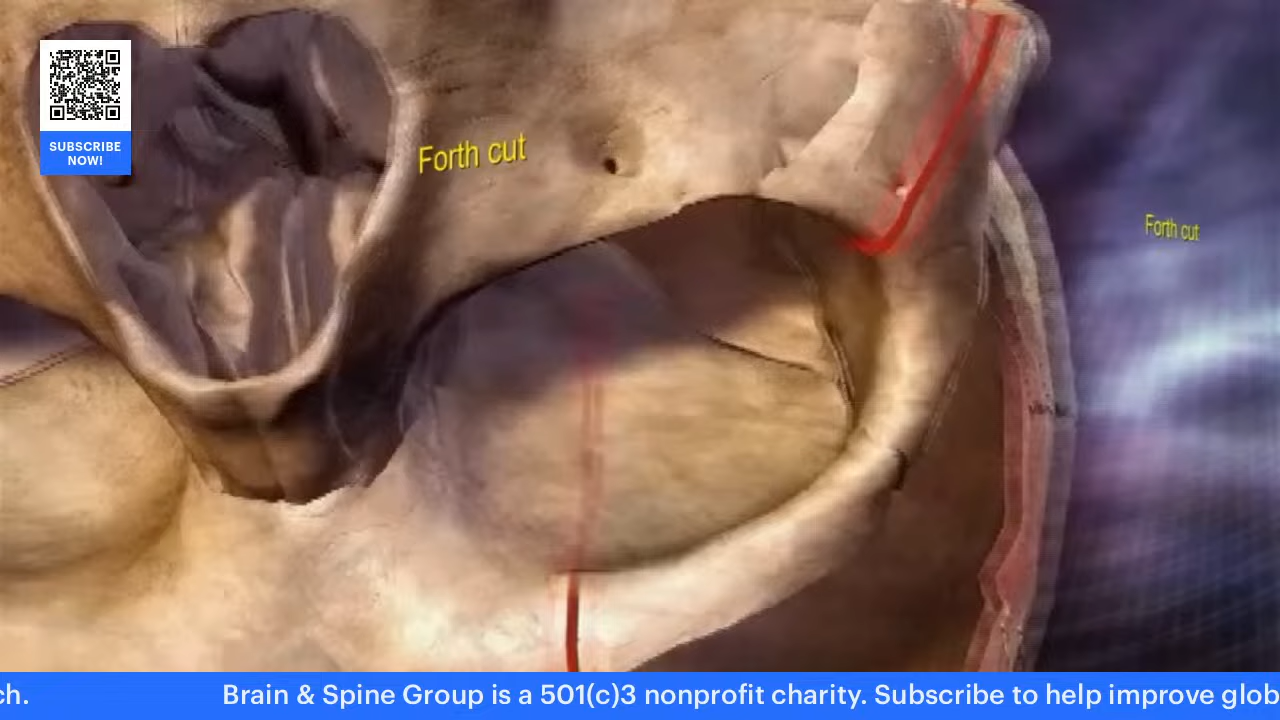 SUBSCRIBE
NOW!
Forth cut
Forth cut
ch.
Brain & Spine Group is a 501(c)3 nonprofit charity. Subscribe to help improve glob